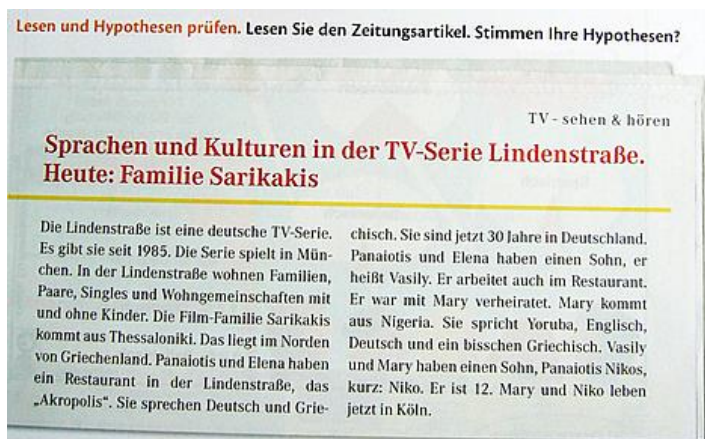 Lesen und Hypothesen prüfen. Lesen Sie den Zeitungsartikel. Stimmen Ihre Hypothesen?
TV - sehen & hören
Sprachen und Kulturen in der TV-Serie Lindenstraße.
Heute: Familie Sarikakis
Die Lindenstraße ist eine deutsche TV-Serie.
Es gibt sie seit 1985. Die Serie spielt in Mün-
chen. In der Lindenstraße wohnen Familien,
Paare, Singles und Wohngemeinschaften mit
und ohne Kinder. Die Film-Familie Sarikakis
kommt aus Thessaloniki. Das liegt im Norden
von Griechenland. Panaiotis und Elena haben
ein Restaurant in der Lindenstraße, das
„Akropolis“. Sie sprechen Deutsch und Grie-
chisch. Sie sind jetzt 30 Jahre in Deutschland.
Panaiotis und Elena haben einen Sohn, er
heißt Vasily. Er arbeitet auch im Restaurant.
Er war mit Mary verheiratet. Mary kommt
aus Nigeria. Sie spricht Yoruba, Englisch,
Deutsch und ein bisschen Griechisch. Vasily
und Mary haben einen Sohn, Panaiotis Nikos,
kurz: Niko. Er ist 12. Mary und Niko leben
jetzt in Köln.